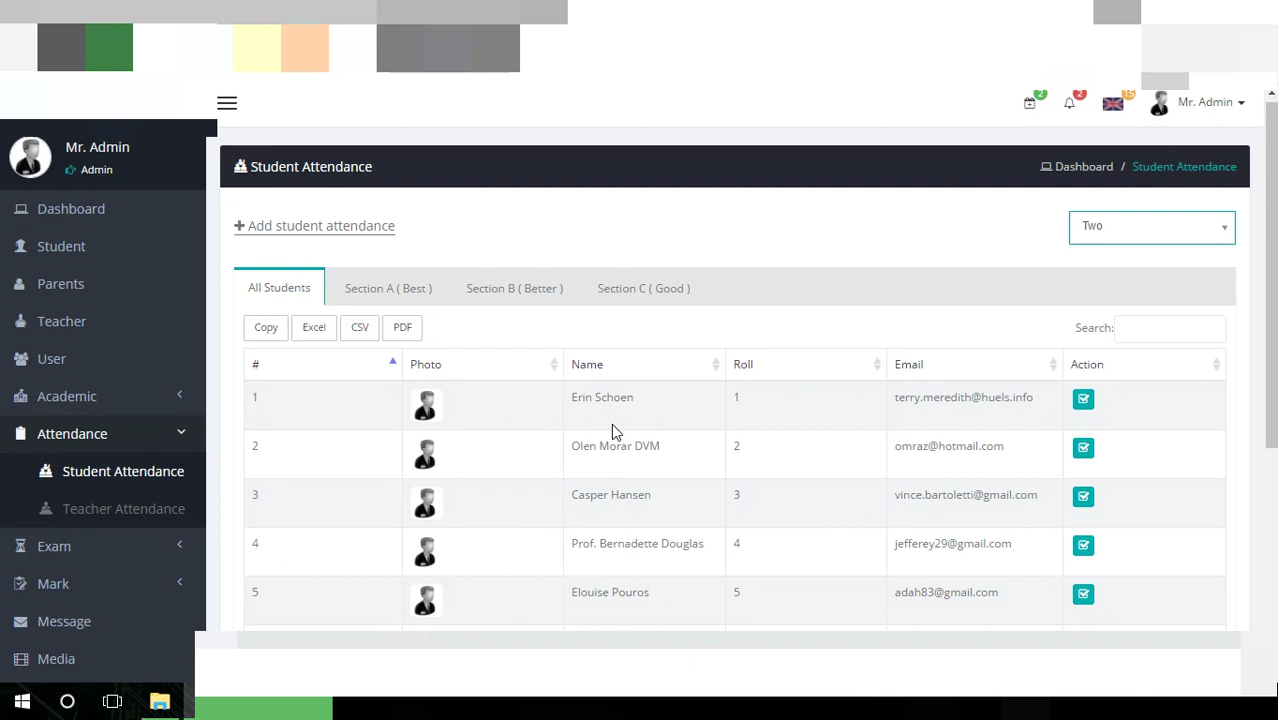 2
2
15
Mr. Admin
Mr. Admin
Admin
Dashboard
Student
Parents
Teacher
User
Academic
Attendance
Student Attendance
Teacher Attendance
Exam
Mark
Message
Media
Student Attendance
Dashboard / Student Attendance
Add student attendance
Two
All Students Section A ( Best ) Section B ( Better ) Section C ( Good )
Copy Excel CSV PDF Search:
# Photo Name Roll Email Action
1 Erin Schoen 1 terry.meredith@huels.info
2 Olen Morar DVM 2 omraz@hotmail.com
3 Casper Hansen 3 vince.bartoletti@gmail.com
4 Prof. Bernadette Douglas 4 jefferey29@gmail.com
5 Elouise Pouros 5 adah83@gmail.com